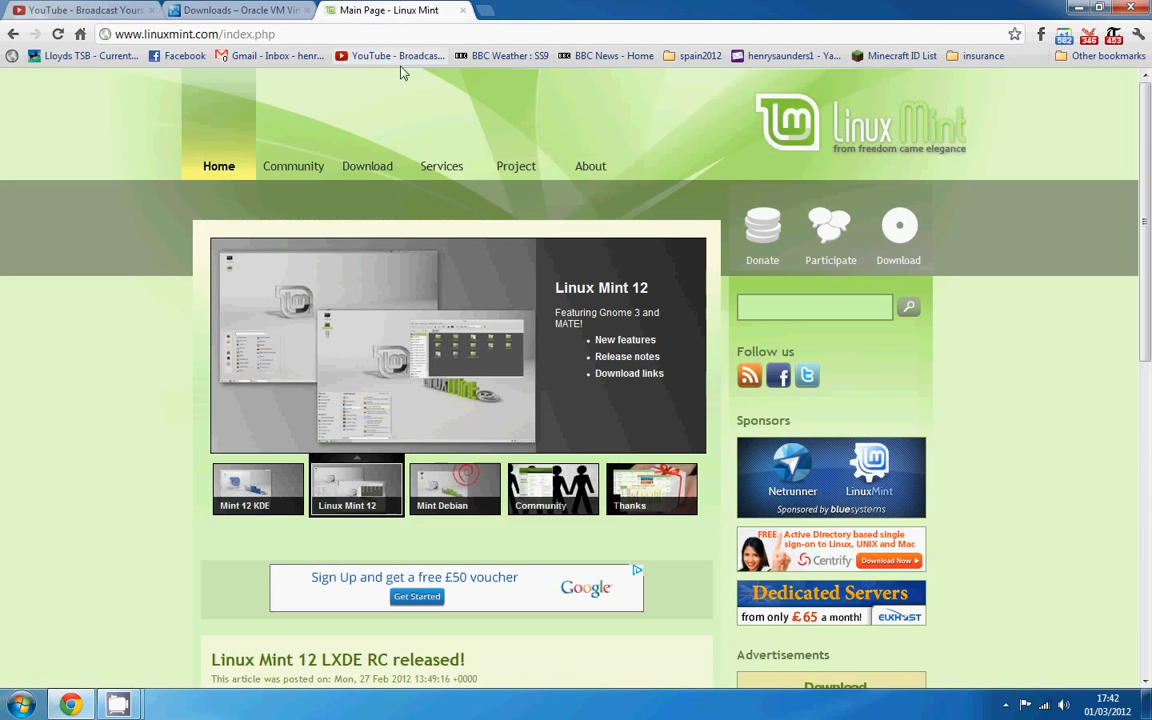 YouTube - Broadcast Yours
Downloads – Oracle VM Vir
Main Page - Linux Mint
www.linuxmint.com/index.php
562
346
453
Lloyds TSB - Current...
Facebook
Gmail - Inbox - henr...
YouTube - Broadcas...
BBC Weather : SS9
BBC News - Home
spain2012
henrysaunders1 - Ya...
Minecraft ID List
insurance
Other bookmarks
Linux Mint
from freedom came elegance
Home
Community
Download
Services
Project
About
Donate
Participate
Download
Linux Mint 12
Featuring Gnome 3 and
MATE!
New features
Release notes
Download links
Mint 12 KDE
Linux Mint 12
Mint Debian
Community
Thanks
Follow us
Sponsors
Netrunner
LinuxMint
Sponsored by bluesystems
FREE Active Directory based single
sign-on to Linux, UNIX and Mac
Centrify
Download Now
Dedicated Servers
from only £65 a month!
ELKHOST
Sign Up and get a free £50 voucher
Get Started
Google
Linux Mint 12 LXDE RC released!
This article was posted on: Mon, 27 Feb 2012 13:49:16 +0000
Advertisements
Download
17:42
01/03/2012